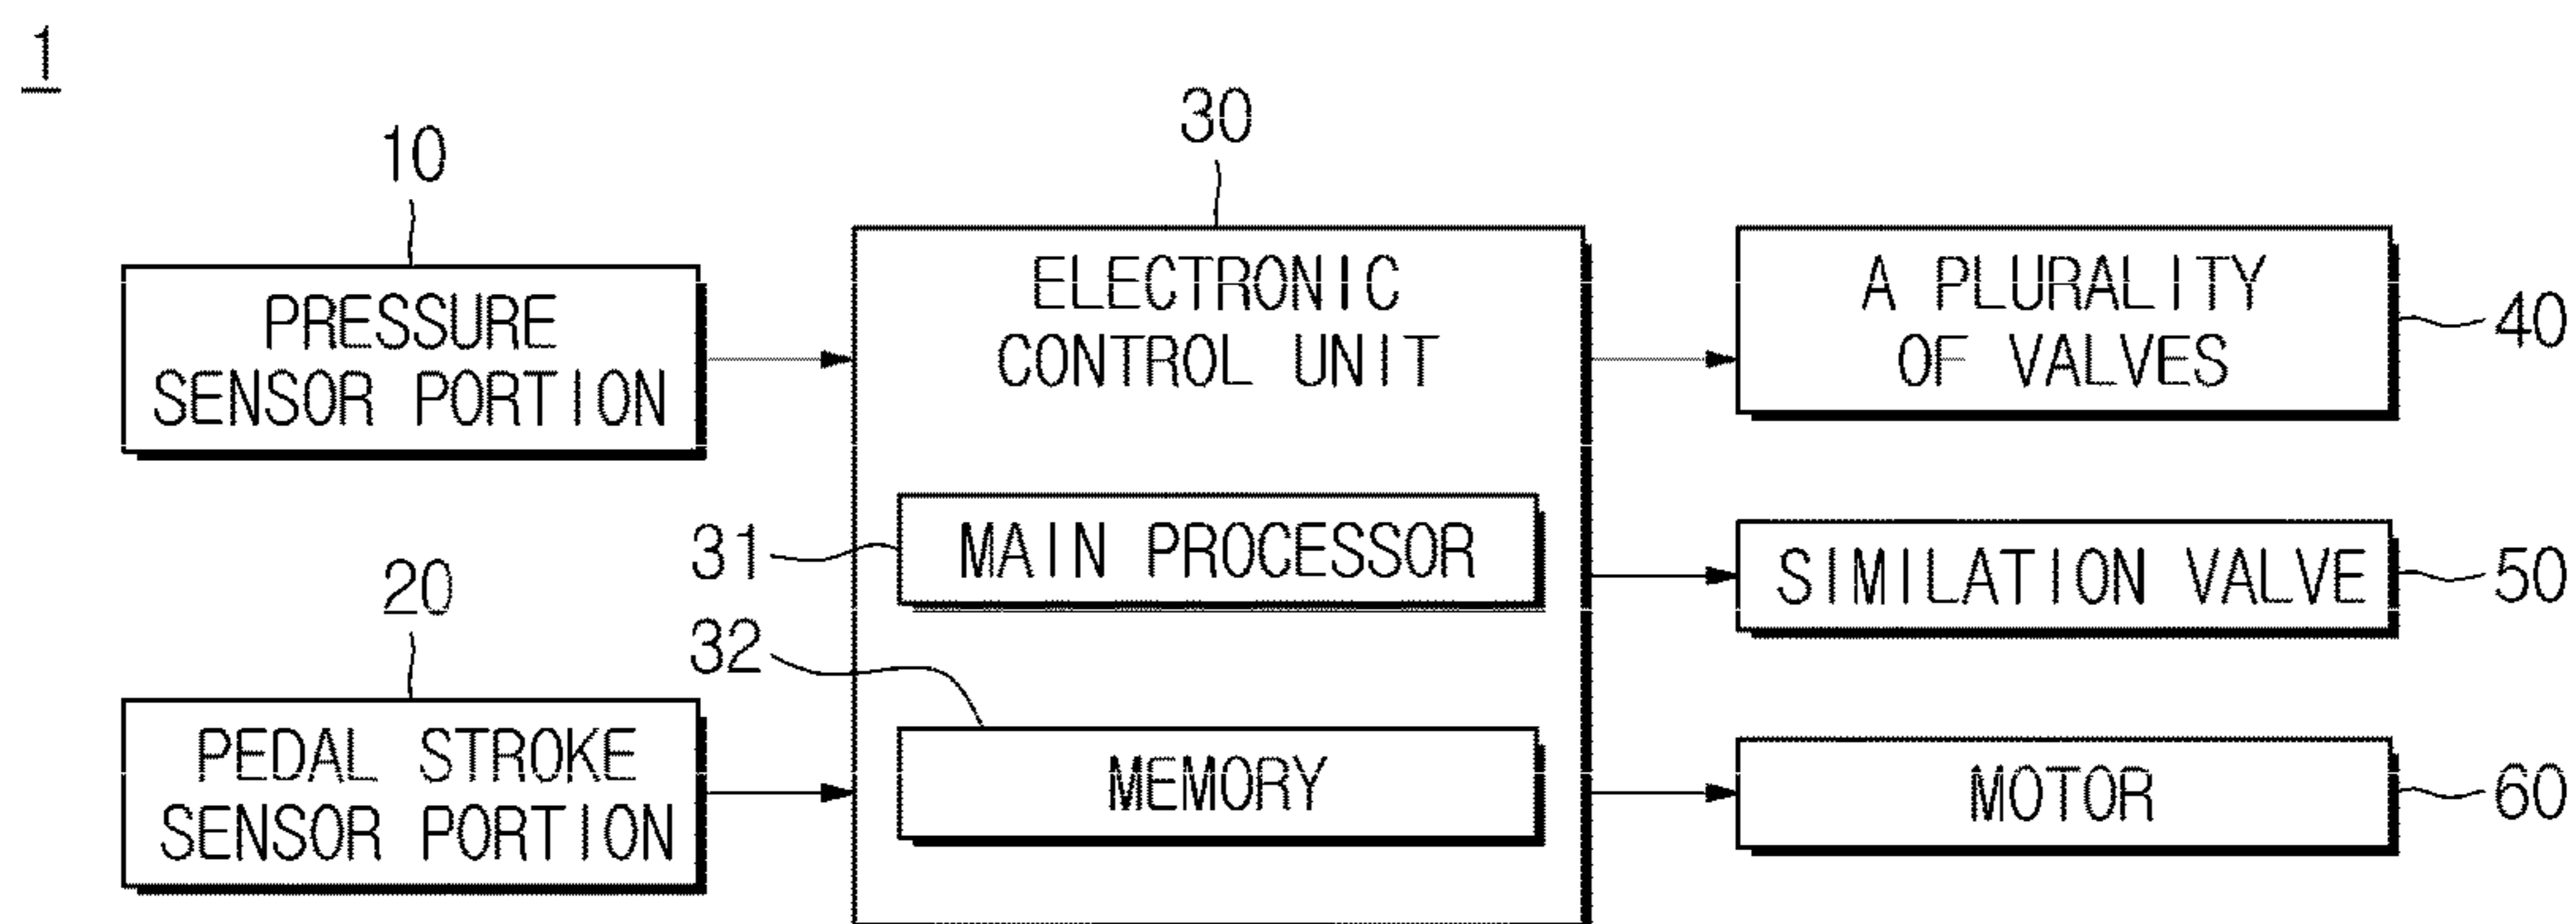 1
10
PRESSURE
SENSOR PORTION
20
PEDAL STROKE
SENSOR PORTION
30
ELECTRONIC
CONTROL UNIT
31
MAIN PROCESSOR
32
MEMORY
A PLURALITY
OF VALVES
40
SIMILATION VALVE
50
MOTOR
60